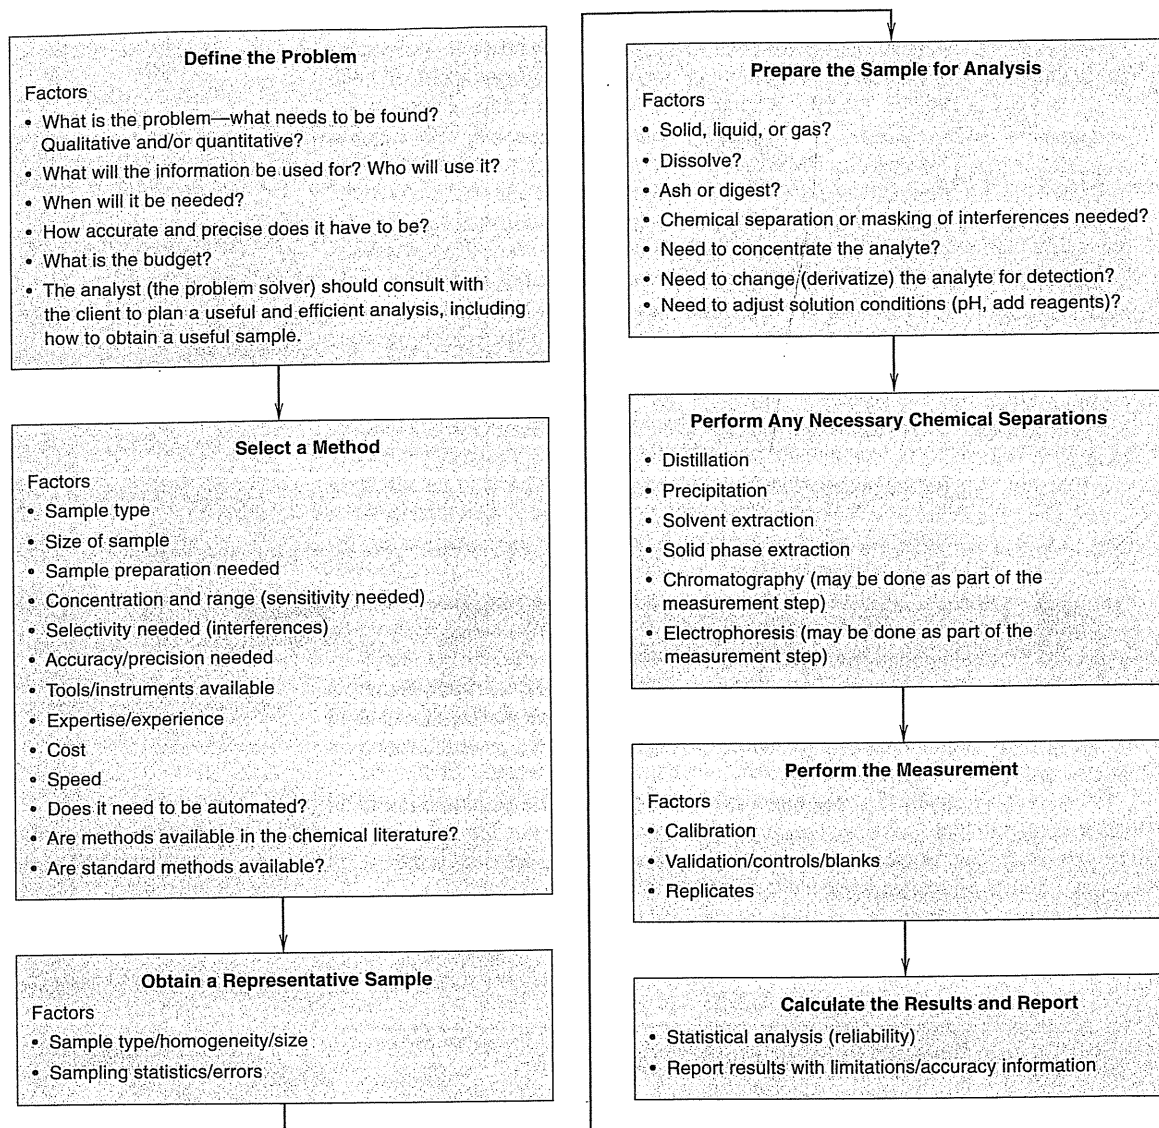 Define the Problem
Factors
• What is the problem—what needs to be found?
Qualitative and/or quantitative?
• What will the information be used for? Who will use it?
• When will it be needed?
• How accurate and precise does it have to be?
• What is the budget?
• The analyst (the problem solver) should consult with
the client to plan a useful and efficient analysis, including
how to obtain a useful sample.
Select a Method
Factors
• Sample type
• Size of sample
• Sample preparation needed
• Concentration and range (sensitivity needed)
• Selectivity needed (interferences)
• Accuracy/precision needed
• Tools/instruments available
• Expertise/experience
• Cost
• Speed
• Does it need to be automated?
• Are methods available in the chemical literature?
• Are standard methods available?
Obtain a Representative Sample
Factors
• Sample type/homogeneity/size
• Sampling statistics/errors
Prepare the Sample for Analysis
Factors
• Solid, liquid, or gas?
• Dissolve?
• Ash or digest?
• Chemical separation or masking of interferences needed?
• Need to concentrate the analyte?
• Need to change (derivatize) the analyte for detection?
• Need to adjust solution conditions (pH, add reagents)?
Perform Any Necessary Chemical Separations
• Distillation
• Precipitation
• Solvent extraction
• Solid phase extraction
• Chromatography (may be done as part of the
measurement step)
• Electrophoresis (may be done as part of the
measurement step)
Perform the Measurement
Factors
• Calibration
• Validation/controls/blanks
• Replicates
Calculate the Results and Report
• Statistical analysis (reliability)
• Report results with limitations/accuracy information